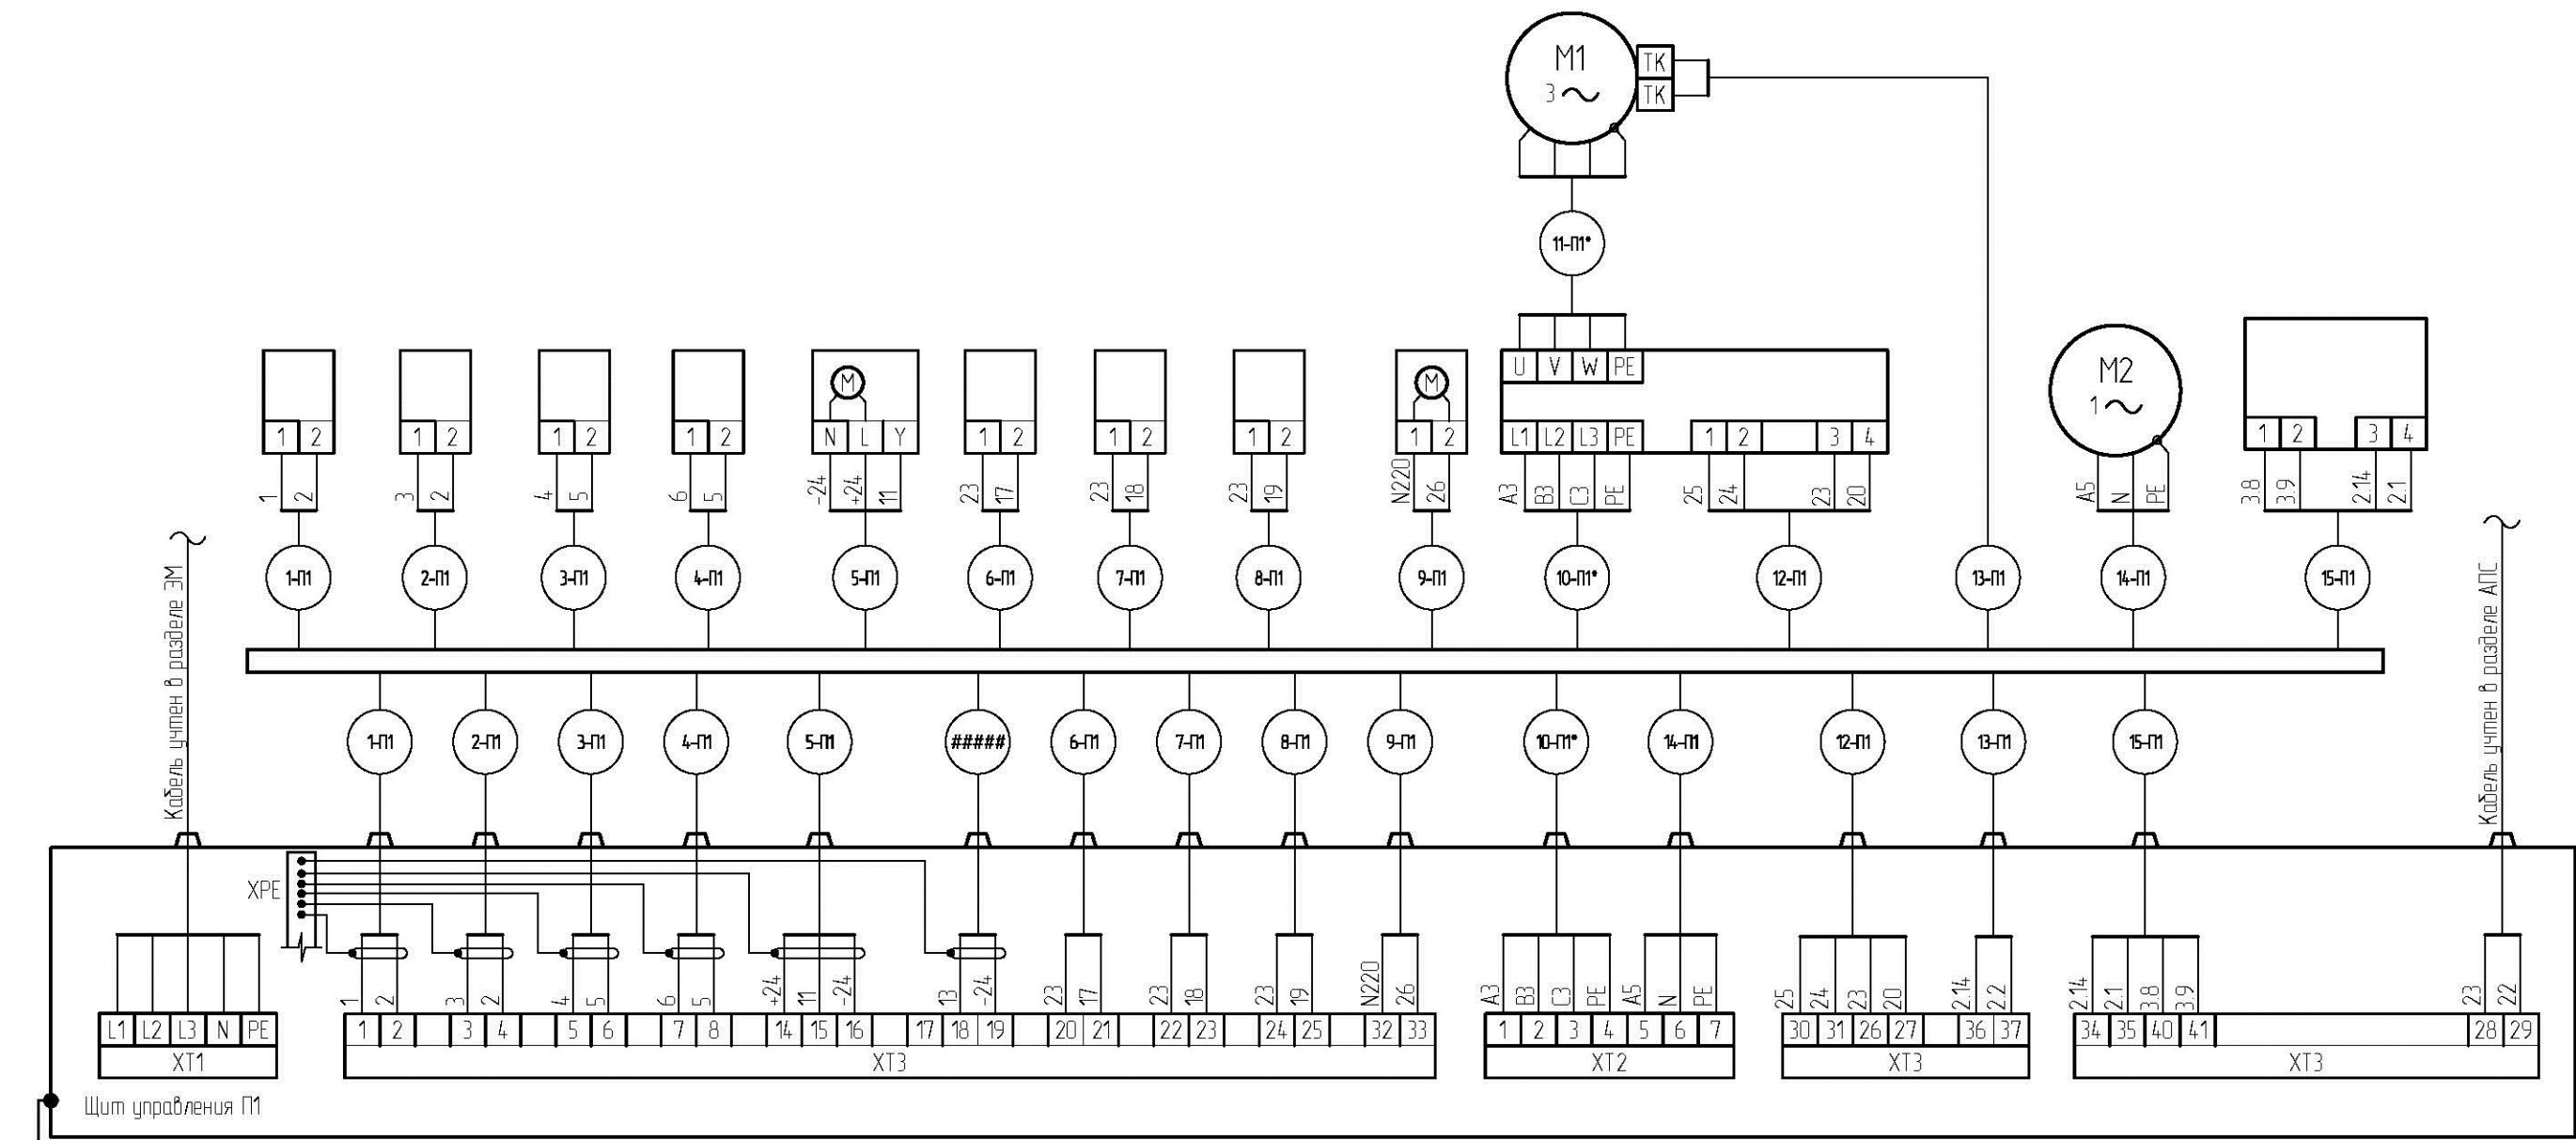 M1
3
TK
TK
11-П1*
U V W PE
M2
1
1 2
1 2
1 2
1 2
M
N L Y
1 2
1 2
1 2
M
1 2
L1 L2 L3 PE
1 2 3 4
1 2 3 4
1 2
3 2
4 5
6 5
-24 +24 11
23 17
23 18
23 19
N220 26
A3 B3 C3 PE
25 24 23 20
A5 N PE
3.8 3.9 2.14 2.1
1-П1 2-П1 3-П1 4-П1 5-П1 6-П1 7-П1 8-П1 9-П1 10-П1* 12-П1 13-П1 14-П1 15-П1
Кабель учтен в разделе ЭМ
Кабель учтен в разделе АПС
1-П1 2-П1 3-П1 4-П1 5-П1 ##### 6-П1 7-П1 8-П1 9-П1 10-П1* 14-П1 12-П1 13-П1 15-П1
XPE
1 2
3 2
4 5
6 5
+24 11 -24
13 -24
23 17
23 18
23 19
N220 26
A3 B3 C3 PE A5 N PE
25 24 23 20
2.14 2.2
2.14 2.1 3.8 3.9
23 22
L1 L2 L3 N PE
1 2 3 4 5 6 7 8 14 15 16 17 18 19 20 21 22 23 24 25 32 33
1 2 3 4 5 6 7
30 31 26 27 36 37
34 35 40 41 28 29
XT1
XT3
XT2
XT3
XT3
Щит управления П1